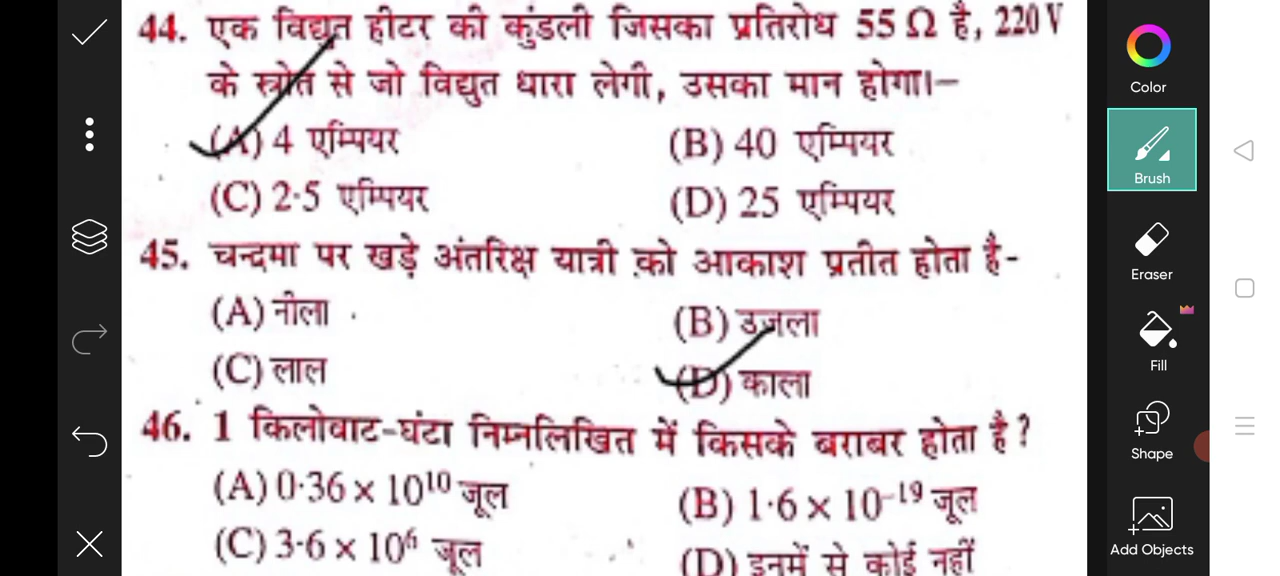 44. एक विद्युत हीटर की कुंडली जिसका प्रतिरोध 55 Ω है, 220 V
के स्त्रोत से जो विद्युत धारा लेगी, उसका मान होगा।–
(A) 4 एम्पियर (B) 40 एम्पियर
(C) 2·5 एम्पियर (D) 25 एम्पियर
45. चन्दमा पर खड़े अंतरिक्ष यात्री को आकाश प्रतीत होता है-
(A) नीला (B) उजला
(C) लाल (D) काला
46. 1 किलोवाट-घंटा निम्नलिखित में किसके बराबर होता है ?
(A) 0·36 × 10¹⁰ जूल (B) 1·6 × 10⁻¹⁹ जूल
(C) 3·6 × 10⁶ जूल (D) इनमें से कोई नहीं
Color
Brush
Eraser
Fill
Shape
Add Objects